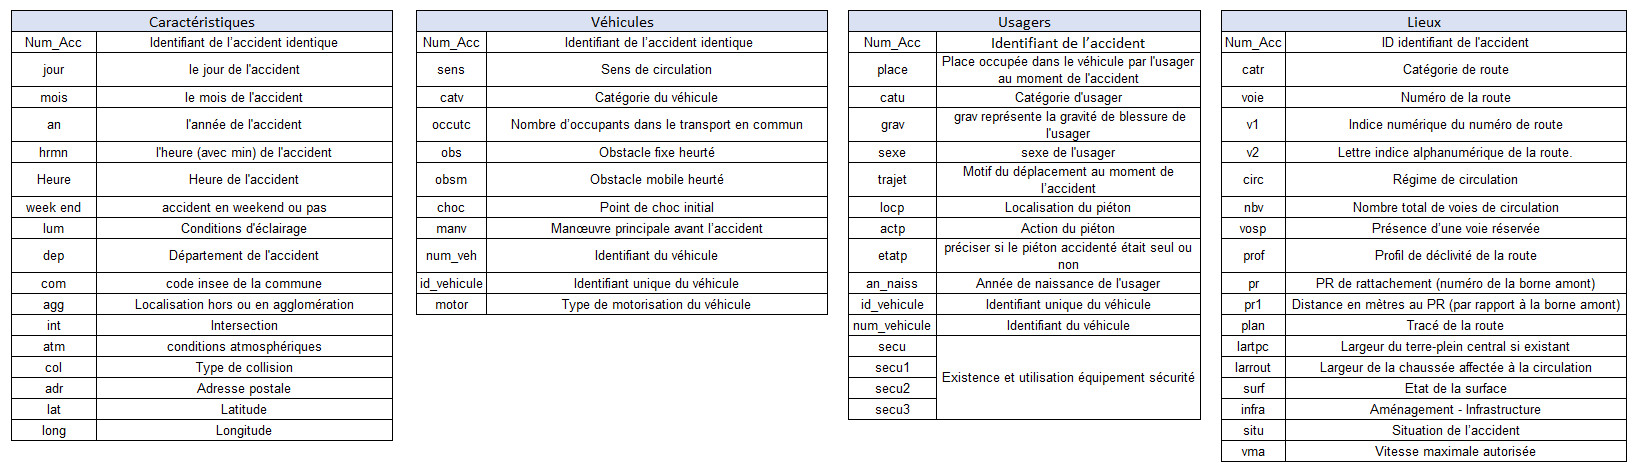 Caractéristiques
Num_Acc Identifiant de l’accident identique
jour le jour de l'accident
mois le mois de l'accident
an l'année de l'accident
hrmn l'heure (avec min) de l'accident
Heure Heure de l'accident
week end accident en weekend ou pas
lum Conditions d'éclairage
dep Département de l'accident
com code insee de la commune
agg Localisation hors ou en agglomération
int Intersection
atm conditions atmosphériques
col Type de collision
adr Adresse postale
lat Latitude
long Longitude
Véhicules
Num_Acc Identifiant de l’accident identique
sens Sens de circulation
catv Catégorie du véhicule
occutc Nombre d’occupants dans le transport en commun
obs Obstacle fixe heurté
obsm Obstacle mobile heurté
choc Point de choc initial
manv Manœuvre principale avant l’accident
num_veh Identifiant du véhicule
id_vehicule Identifiant unique du véhicule
motor Type de motorisation du véhicule
Usagers
Num_Acc Identifiant de l’accident
place Place occupée dans le véhicule par l'usager
au moment de l'accident
catu Catégorie d'usager
grav grav représente la gravité de blessure de
l'usager
sexe sexe de l'usager
trajet Motif du déplacement au moment de
l’accident
locp Localisation du piéton
actp Action du piéton
etatp préciser si le piéton accidenté était seul ou
non
an_naiss Année de naissance de l'usager
id_vehicule Identifiant unique du véhicule
num_vehicule Identifiant du véhicule
secu
secu1
Existence et utilisation équipement sécurité
secu2
secu3
Lieux
Num_Acc ID identifiant de l'accident
catr Catégorie de route
voie Numéro de la route
v1 Indice numérique du numéro de route
v2 Lettre indice alphanumérique de la route.
circ Régime de circulation
nbv Nombre total de voies de circulation
vosp Présence d’une voie réservée
prof Profil de déclivité de la route
pr PR de rattachement (numéro de la borne amont)
pr1 Distance en mètres au PR (par rapport à la borne amont)
plan Tracé de la route
lartpc Largeur du terre-plein central si existant
larrout Largeur de la chaussée affectée à la circulation
surf Etat de la surface
infra Aménagement - Infrastructure
situ Situation de l’accident
vma Vitesse maximale autorisée